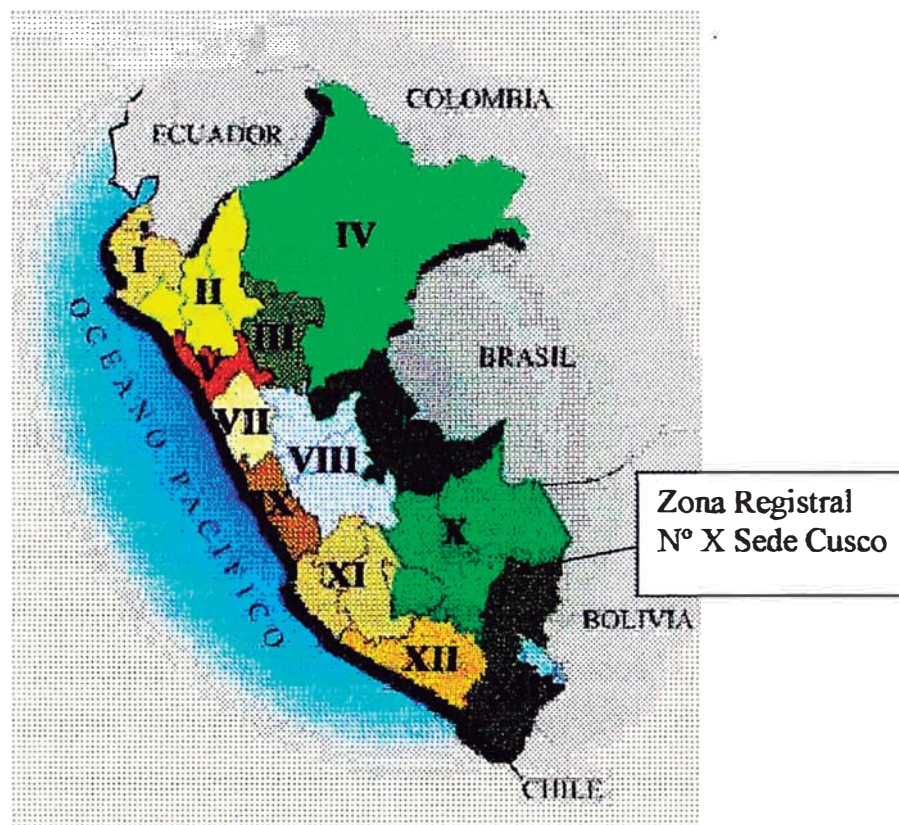 COLOMBIA
ECUADOR
IV
I
II
III
BRASIL
V
VII
VIII
OCEANO PACIFICO
IX
X
Zona Registral
Nº X Sede Cusco
XI
BOLIVIA
XII
CHILE